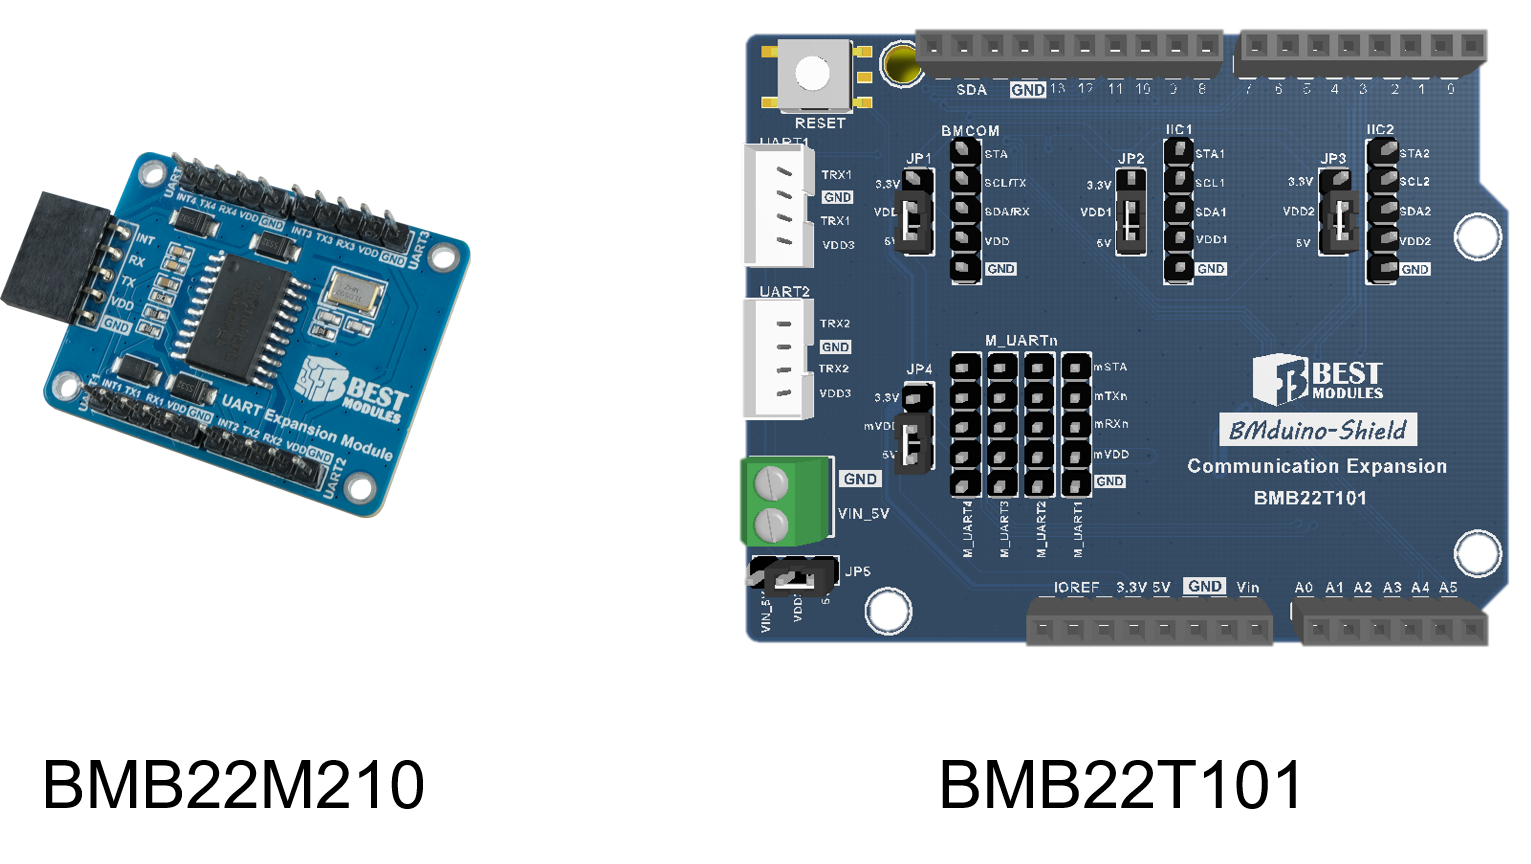 INT
RX
TX
VDD
GND
UART
INT4 TX4 RX4 VDD GND
INT3 TX3 RX3 VDD GND
UART3
INT1 TX1 RX1 VDD GND
INT2 TX2 RX2 VDD GND
UART2
BEST
MODULES
UART Expansion Module
BMB22M210
RESET
SDA
GND
13
12
11
10
9
8
7
6
5
4
3
2
1
0
UART1
TRX1
GND
TRX1
VDD3
UART2
TRX2
GND
TRX2
VDD3
JP1
3.3V
VDD
5V
BMCOM
STA
SCL/TX
SDA/RX
VDD
GND
JP2
3.3V
VDD1
5V
IIC1
STA1
SCL1
SDA1
VDD1
GND
JP3
3.3V
VDD2
5V
IIC2
STA2
SCL2
SDA2
VDD2
GND
JP4
3.3V
mVDD
5V
M_UARTn
mSTA
mTXn
mRXn
mVDD
GND
M_UART4
M_UART3
M_UART2
M_UART1
GND
VIN_5V
JP5
VIN_5V
BEST
MODULES
BMduino-Shield
Communication Expansion
BMB22T101
IOREF
3.3V
5V
GND
Vin
A0
A1
A2
A3
A4
A5
BMB22T101